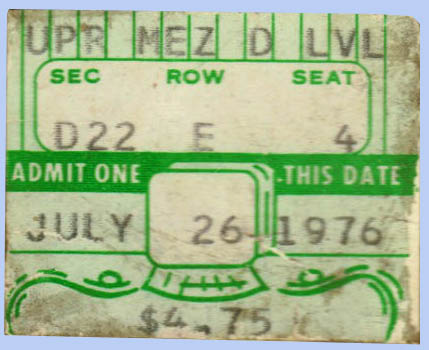 UPR MEZ D LVL
SEC ROW SEAT
D22 E 4
ADMIT ONE THIS DATE
JULY 26 1976
$4.75